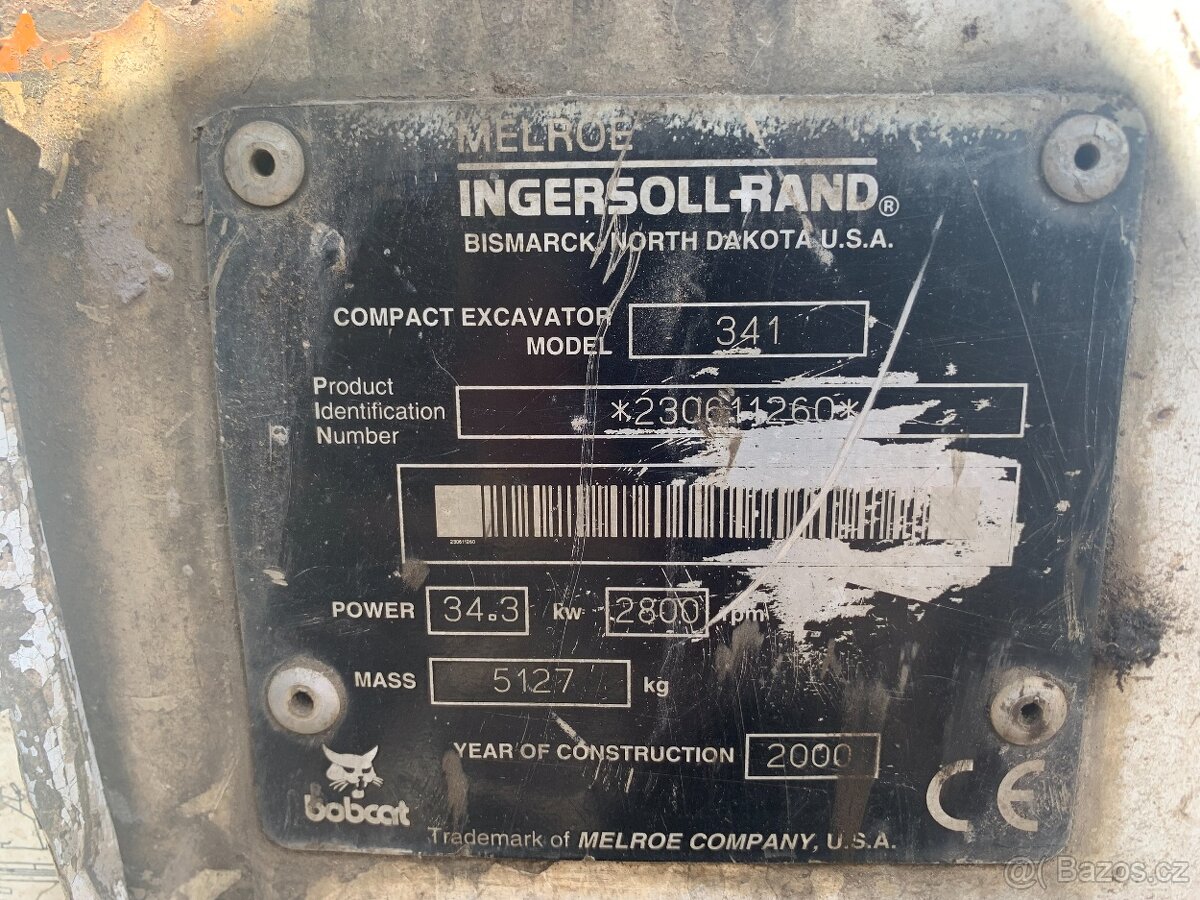 MELROE
INGERSOLL-RAND®
BISMARCK, NORTH DAKOTA U.S.A.
COMPACT EXCAVATOR
MODEL 341
Product
Identification
Number *230611260*
230611260
POWER 34.3 kw 2800 rpm
MASS 5127 kg
YEAR OF CONSTRUCTION 2000
bobcat
CE
Trademark of MELROE COMPANY, U.S.A.
@( Bazos.cz